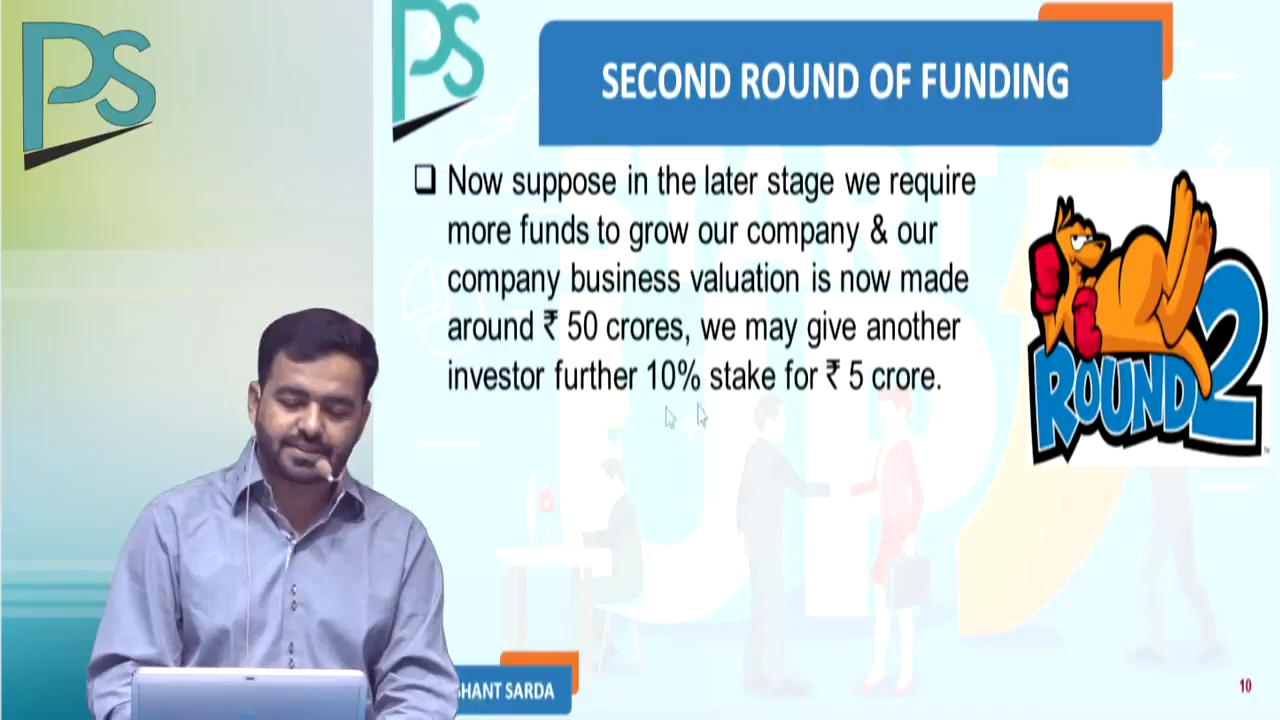 PS
PS
SECOND ROUND OF FUNDING
❑ Now suppose in the later stage we require
more funds to grow our company & our
company business valuation is now made
around ₹ 50 crores, we may give another
investor further 10% stake for ₹ 5 crore.
ROUND 2
SHANT SARDA
10